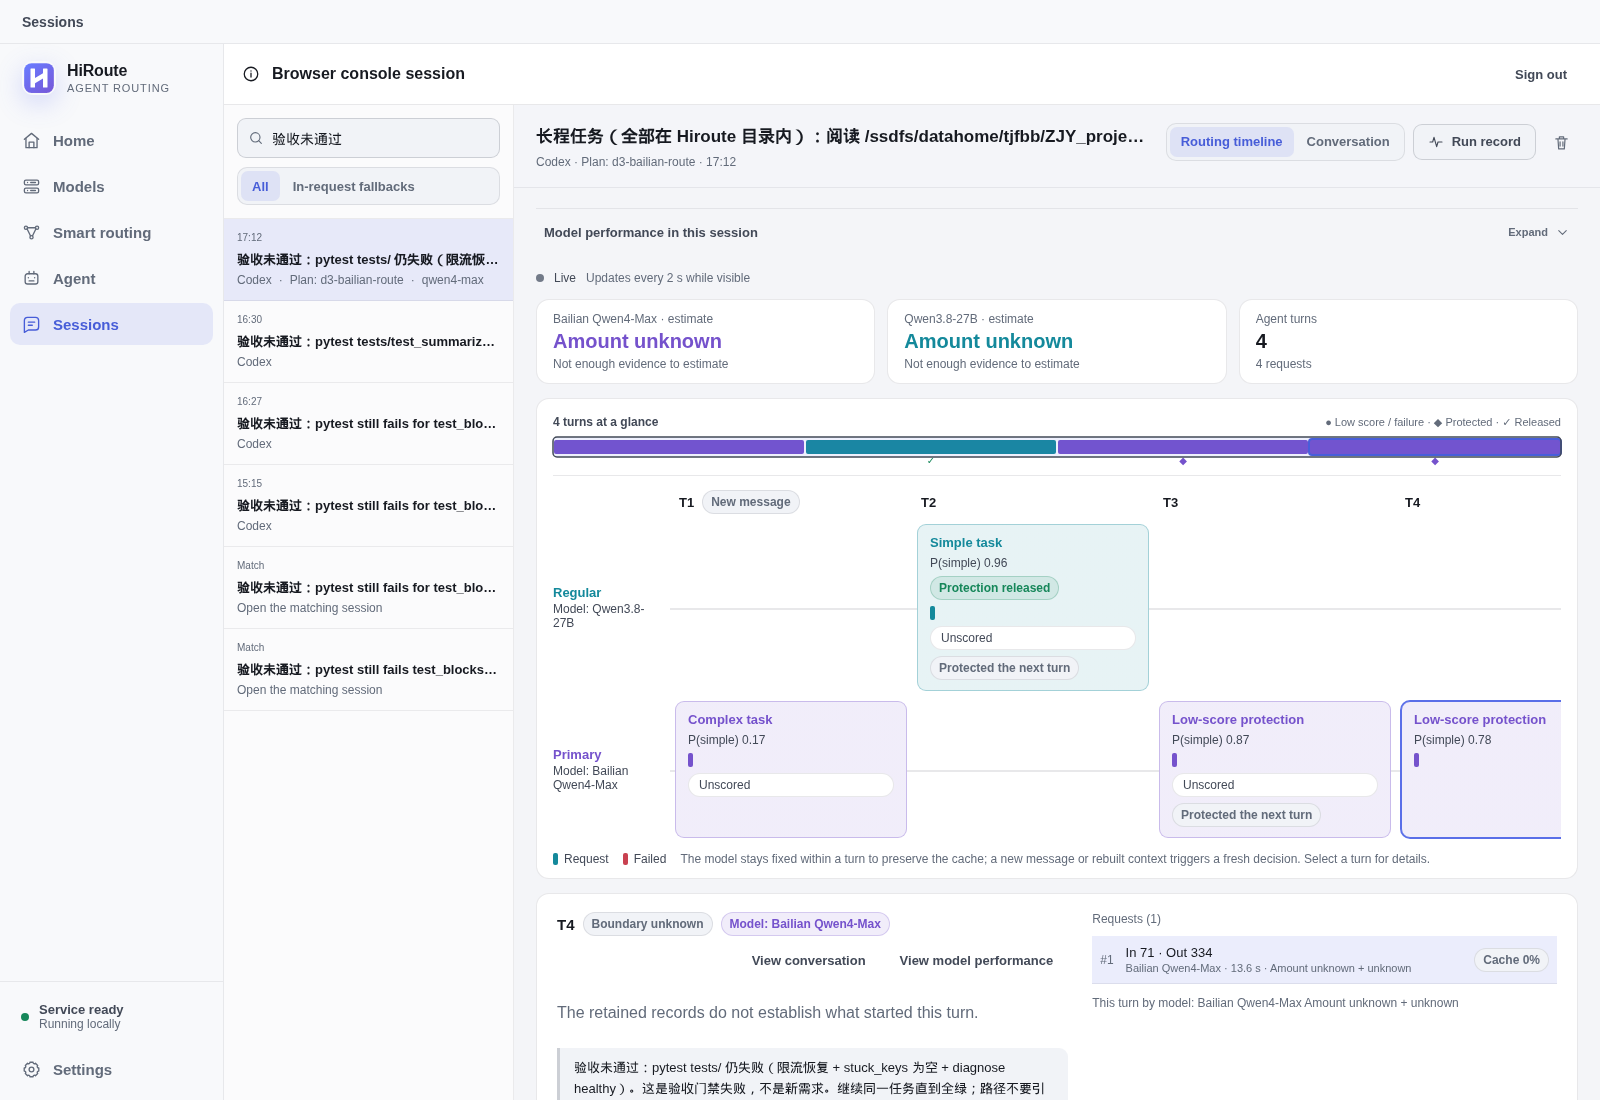 Sessions
HiRoute
AGENT ROUTING
Home
Models
Smart routing
Agent
Sessions
Service ready
Running locally
Settings
Browser console session
Sign out
验收未通过
All
In-request fallbacks
17:12
验收未通过：pytest tests/ 仍失败（限流恢…
Codex · Plan: d3-bailian-route · qwen4-max
16:30
验收未通过：pytest tests/test_summariz…
Codex
16:27
验收未通过：pytest still fails for test_blo…
Codex
15:15
验收未通过：pytest still fails for test_blo…
Codex
Match
验收未通过：pytest still fails for test_blo…
Open the matching session
Match
验收未通过：pytest still fails test_blocks…
Open the matching session
长程任务（全部在 Hiroute 目录内）：阅读 /ssdfs/datahome/tjfbb/ZJY_proje…
Codex · Plan: d3-bailian-route · 17:12
Routing timeline
Conversation
Run record
Model performance in this session
Expand
Live Updates every 2 s while visible
Bailian Qwen4-Max · estimate
Amount unknown
Not enough evidence to estimate
Qwen3.8-27B · estimate
Amount unknown
Not enough evidence to estimate
Agent turns
4
4 requests
4 turns at a glance
● Low score / failure · ◆ Protected · ✓ Released
✓ ◆ ◆
T1 New message T2 T3 T4
Regular
Model: Qwen3.8-
27B
Simple task
P(simple) 0.96
Protection released
Unscored
Protected the next turn
Primary
Model: Bailian
Qwen4-Max
Complex task
P(simple) 0.17
Unscored
Low-score protection
P(simple) 0.87
Unscored
Protected the next turn
Low-score protection
P(simple) 0.78
Request Failed The model stays fixed within a turn to preserve the cache; a new message or rebuilt context triggers a fresh decision. Select a turn for details.
T4 Boundary unknown Model: Bailian Qwen4-Max
View conversation View model performance
The retained records do not establish what started this turn.
验收未通过：pytest tests/ 仍失败（限流恢复 + stuck_keys 为空 + diagnose
healthy）。这是验收门禁失败，不是新需求。继续同一任务直到全绿；路径不要引
Requests (1)
#1 In 71 · Out 334
Bailian Qwen4-Max · 13.6 s · Amount unknown + unknown
Cache 0%
This turn by model: Bailian Qwen4-Max Amount unknown + unknown